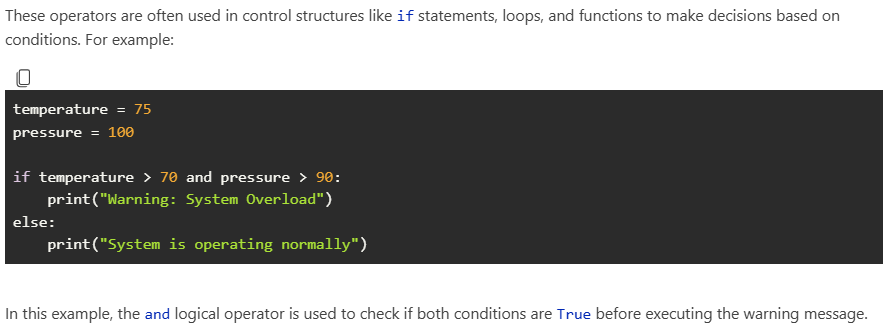 These operators are often used in control structures like if statements, loops, and functions to make decisions based on
conditions. For example:
temperature = 75
pressure = 100
if temperature > 70 and pressure > 90:
    print("Warning: System Overload")
else:
    print("System is operating normally")
In this example, the and logical operator is used to check if both conditions are True before executing the warning message.